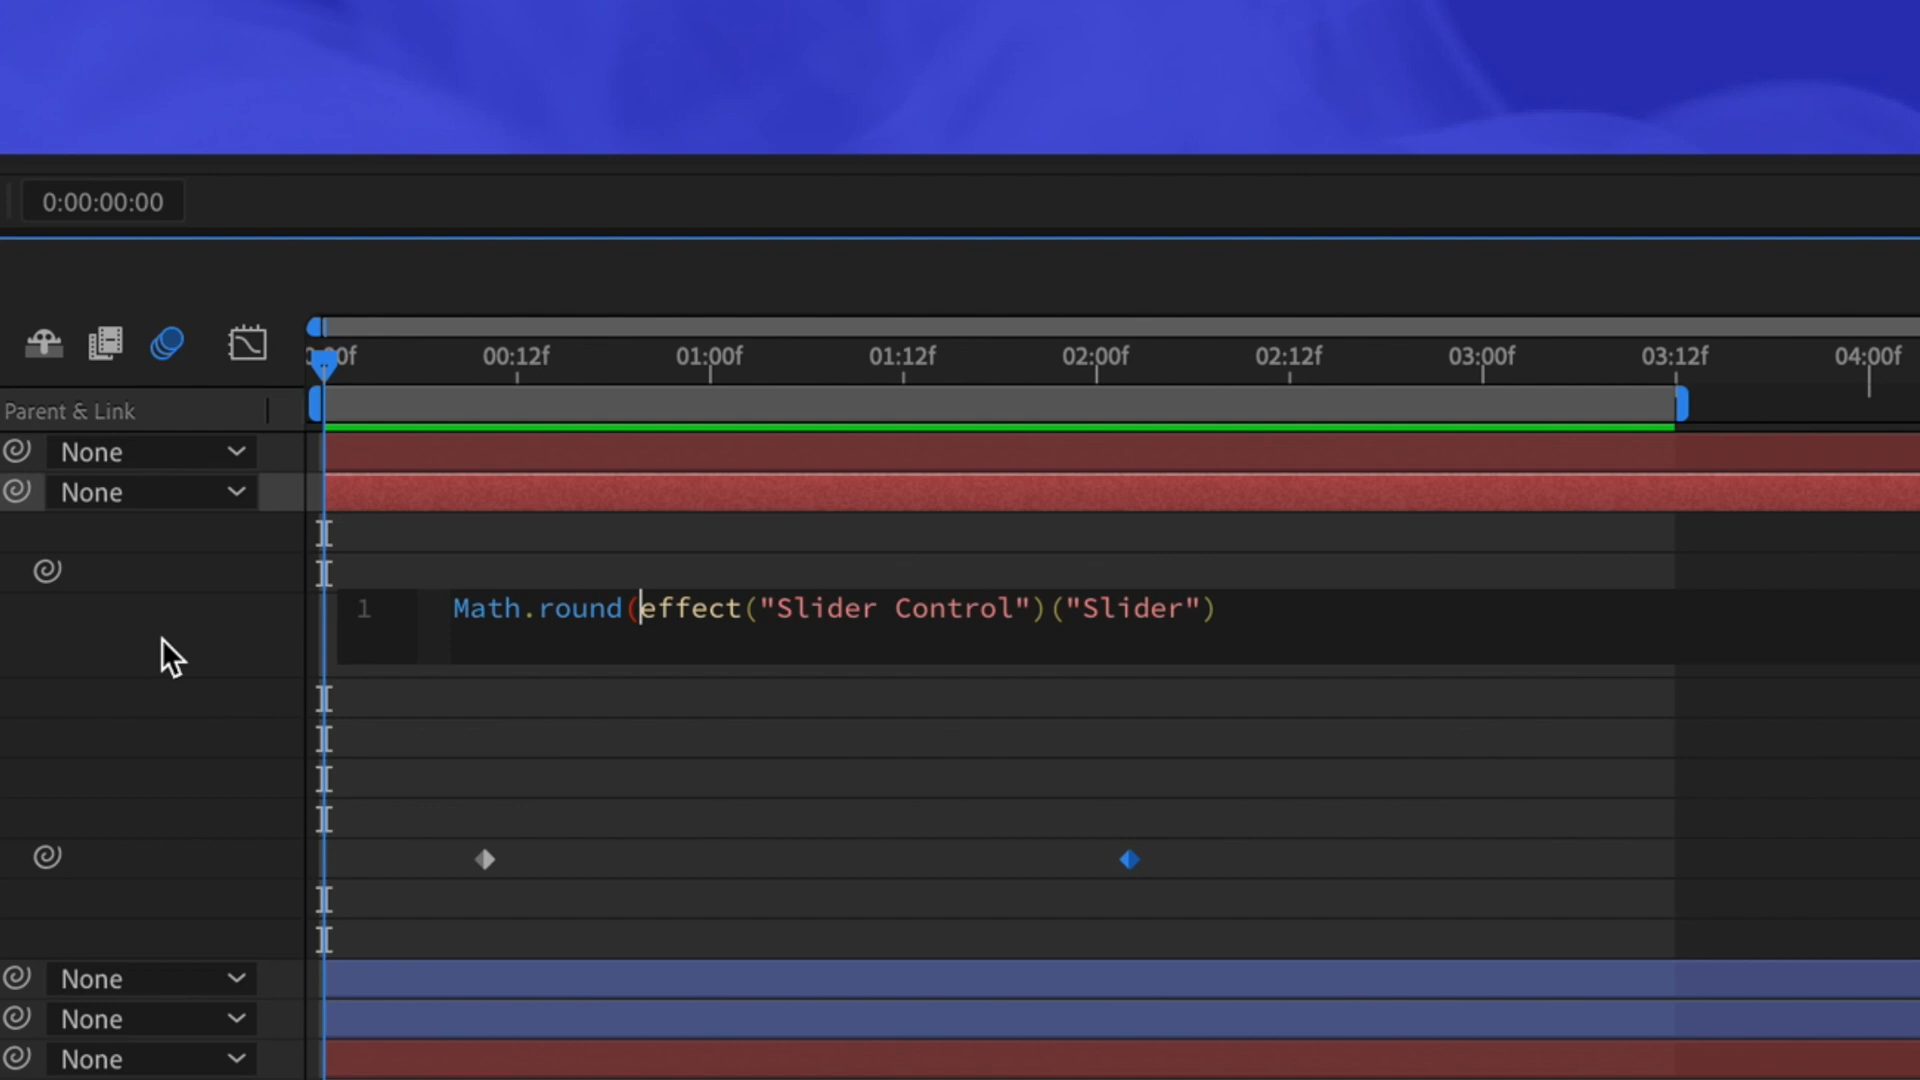 0:00:00:00
00f 00:12f 01:00f 01:12f 02:00f 02:12f 03:00f 03:12f 04:00f
Parent & Link
None
None
1 Math.round(effect("Slider Control")("Slider")
None
None
None